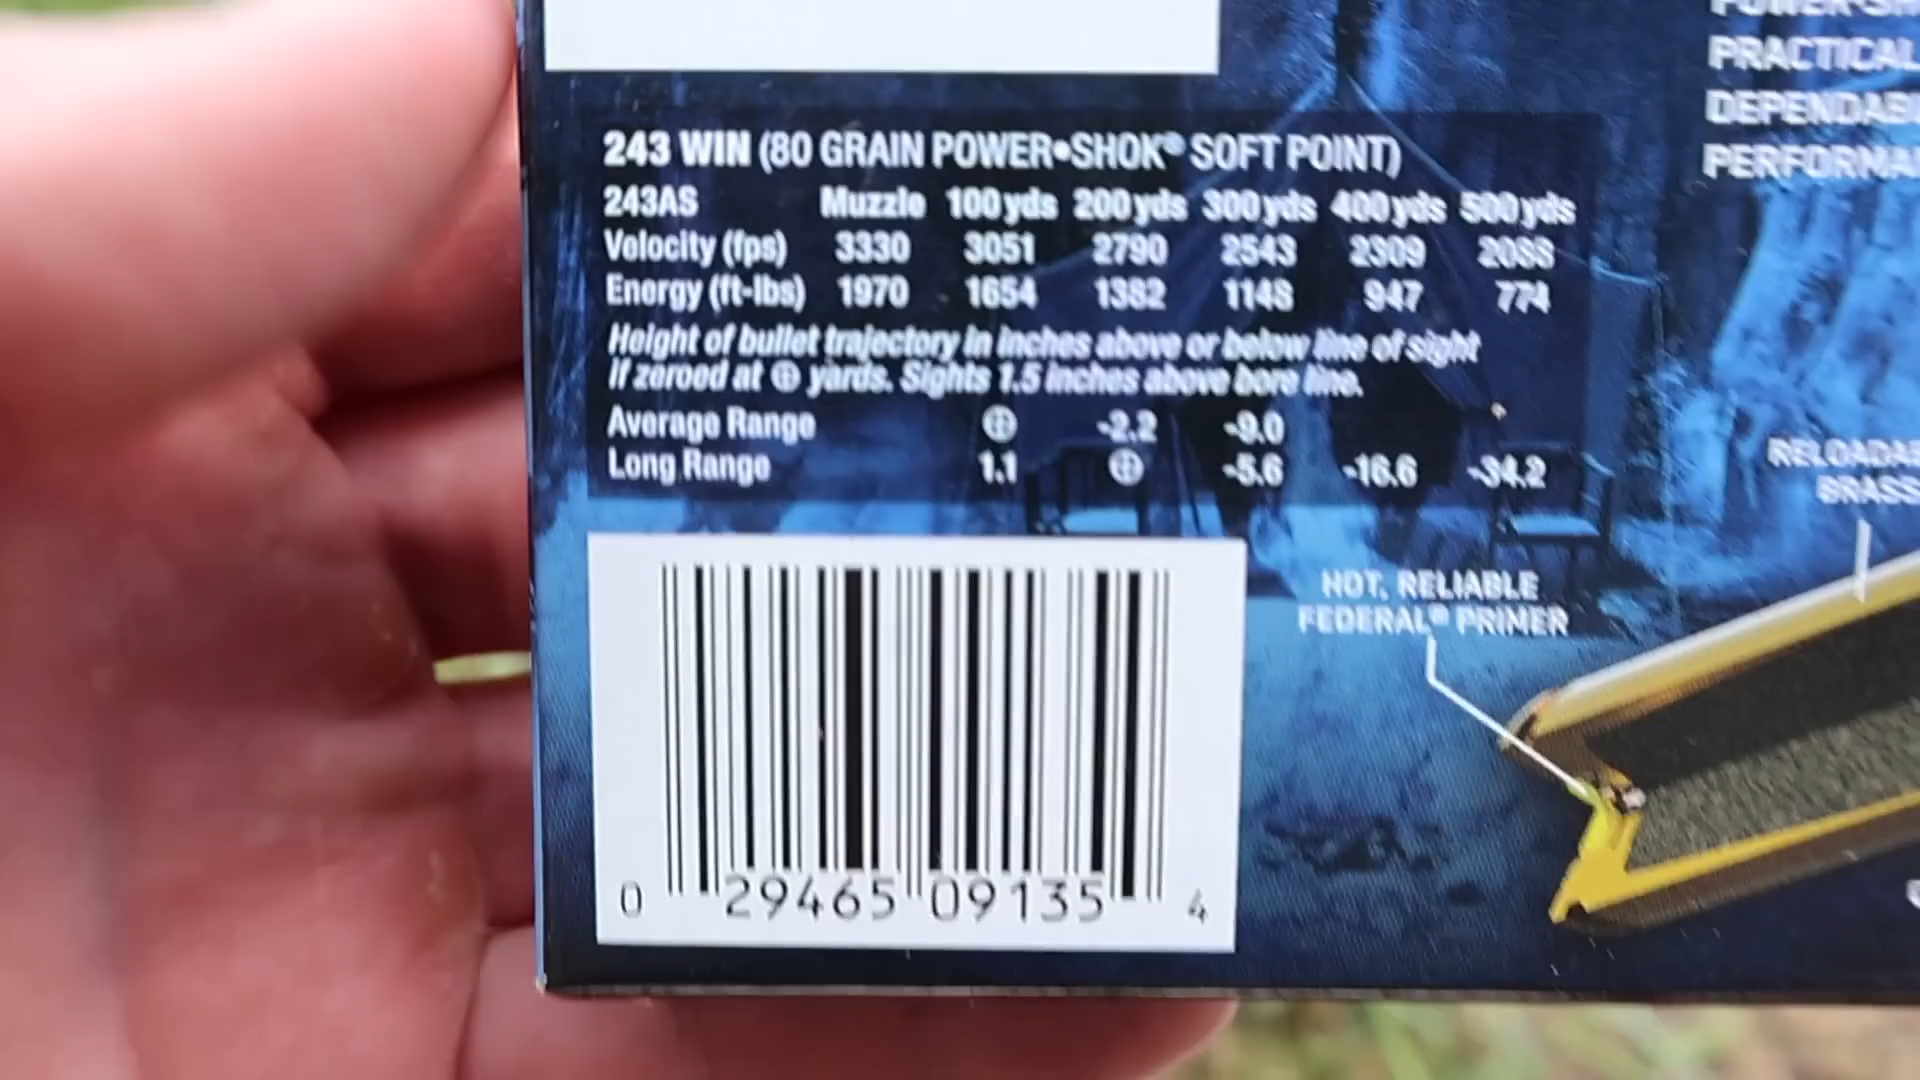 POWER•SH
PRACTICAL
DEPENDAB
PERFORMA
243 WIN (80 GRAIN POWER•SHOK® SOFT POINT)
243AS Muzzle 100 yds 200 yds 300 yds 400 yds 500 yds
Velocity (fps) 3330 3051 2790 2543 2309 2088
Energy (ft-lbs) 1970 1654 1382 1148 947 774
Height of bullet trajectory in inches above or below line of sight
if zeroed at ⊕ yards. Sights 1.5 inches above bore line.
Average Range ⊕ -2.2 -9.0
Long Range 1.1 ⊕ -5.6 -16.6 -34.2
RELOADAB
BRASS
HOT, RELIABLE
FEDERAL® PRIMER
0 29465 09135 4